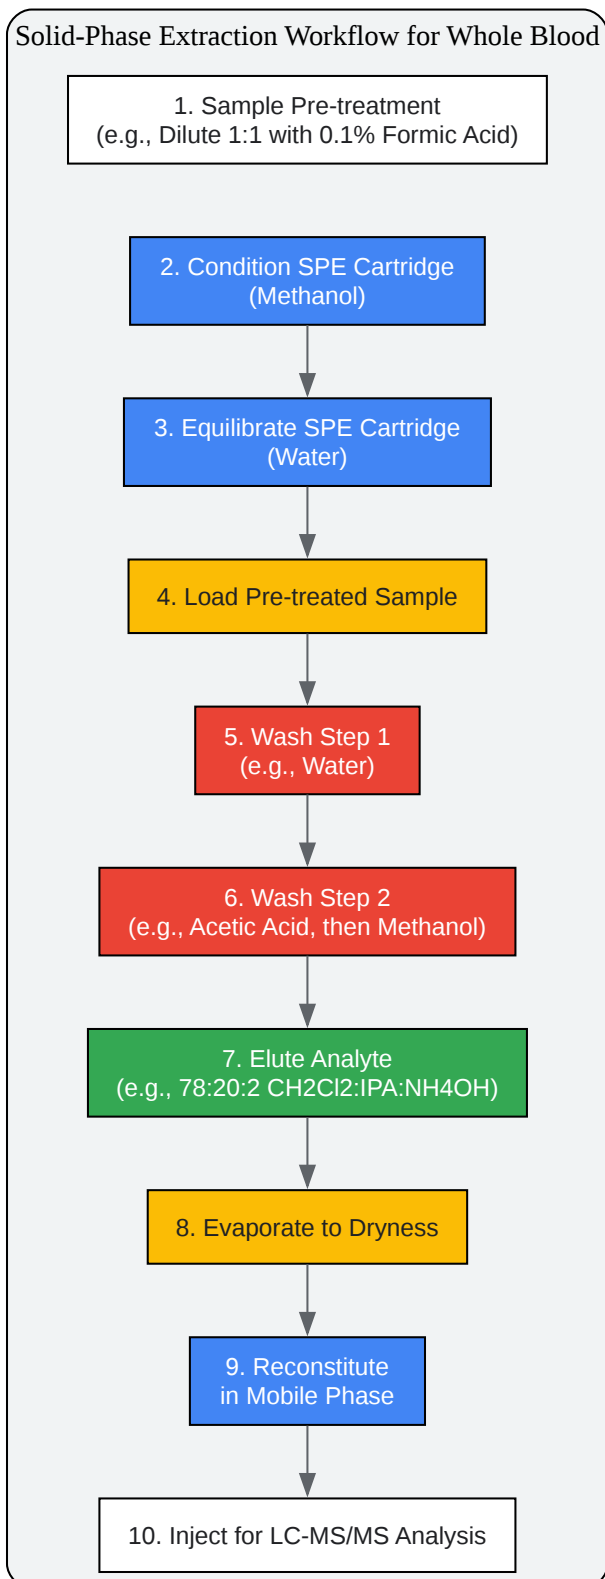 Solid-Phase Extraction Workflow for Whole Blood
1. Sample Pre-treatment
(e.g., Dilute 1:1 with 0.1% Formic Acid)
2. Condition SPE Cartridge
(Methanol)
3. Equilibrate SPE Cartridge
(Water)
4. Load Pre-treated Sample
5. Wash Step 1
(e.g., Water)
6. Wash Step 2
(e.g., Acetic Acid, then Methanol)
7. Elute Analyte
(e.g., 78:20:2 CH2Cl2:IPA:NH4OH)
8. Evaporate to Dryness
9. Reconstitute
in Mobile Phase
10. Inject for LC-MS/MS Analysis